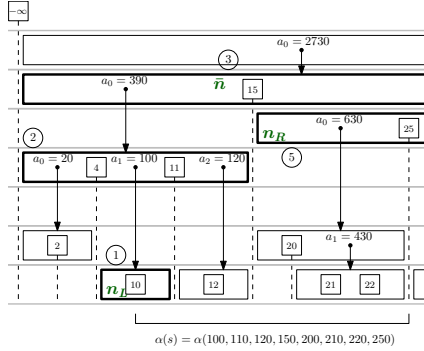 −∞
a₀ = 2730
3
a₀ = 390
n̄
15
n_R
a₀ = 630
25
2
a₀ = 20
4
a₁ = 100
11
a₂ = 120
5
2
1
20
a₁ = 430
n_L
10
12
21
22
α(s) = α(100, 110, 120, 150, 200, 210, 220, 250)